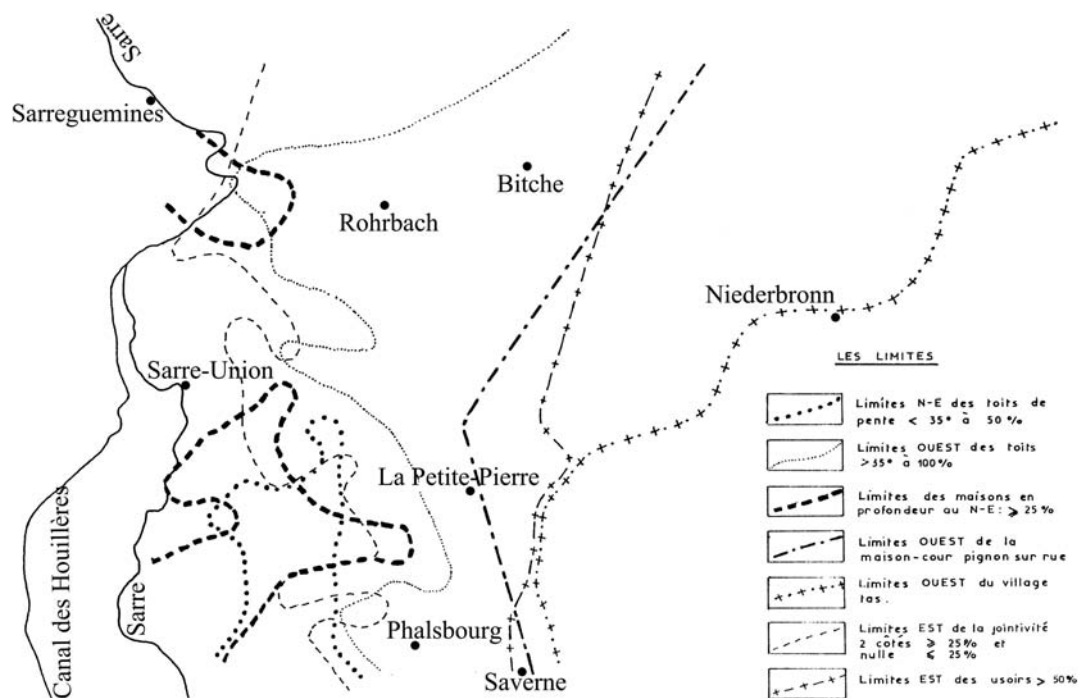 Sarre
Sarreguemines
Bitche
Rohrbach
Niederbronn
Sarre-Union
La Petite-Pierre
Canal des Houillères
Sarre
Phalsbourg
Saverne
LES LIMITES
Limites N-E des toits de
pente < 35° à 50%
Limites OUEST des toits
>35° à 100%
Limites des maisons en
profondeur au N-E: ⩾ 25%
Limites OUEST de la
maison-cour pignon sur rue
Limites OUEST du village
tas.
Limites EST de la jointivité
2 côtés ⩾ 25% et
nulle ⩽ 25%
Limites EST des usoirs > 50%